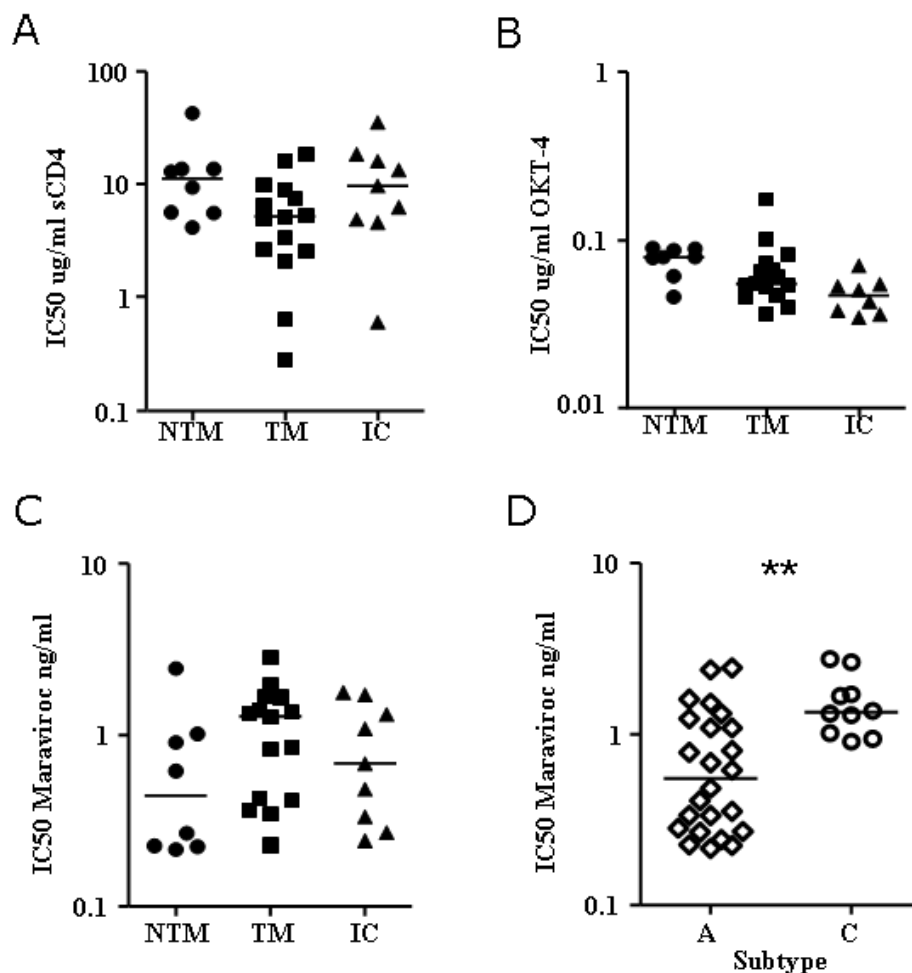 A
IC50 ug/ml sCD4
100
10
1
0.1
NTM TM IC
B
IC50 ug/ml OKT-4
1
0.1
0.01
NTM TM IC
C
IC50 Maraviroc ng/ml
10
1
0.1
NTM TM IC
D
IC50 Maraviroc ng/ml
10
1
0.1
**
A C
Subtype